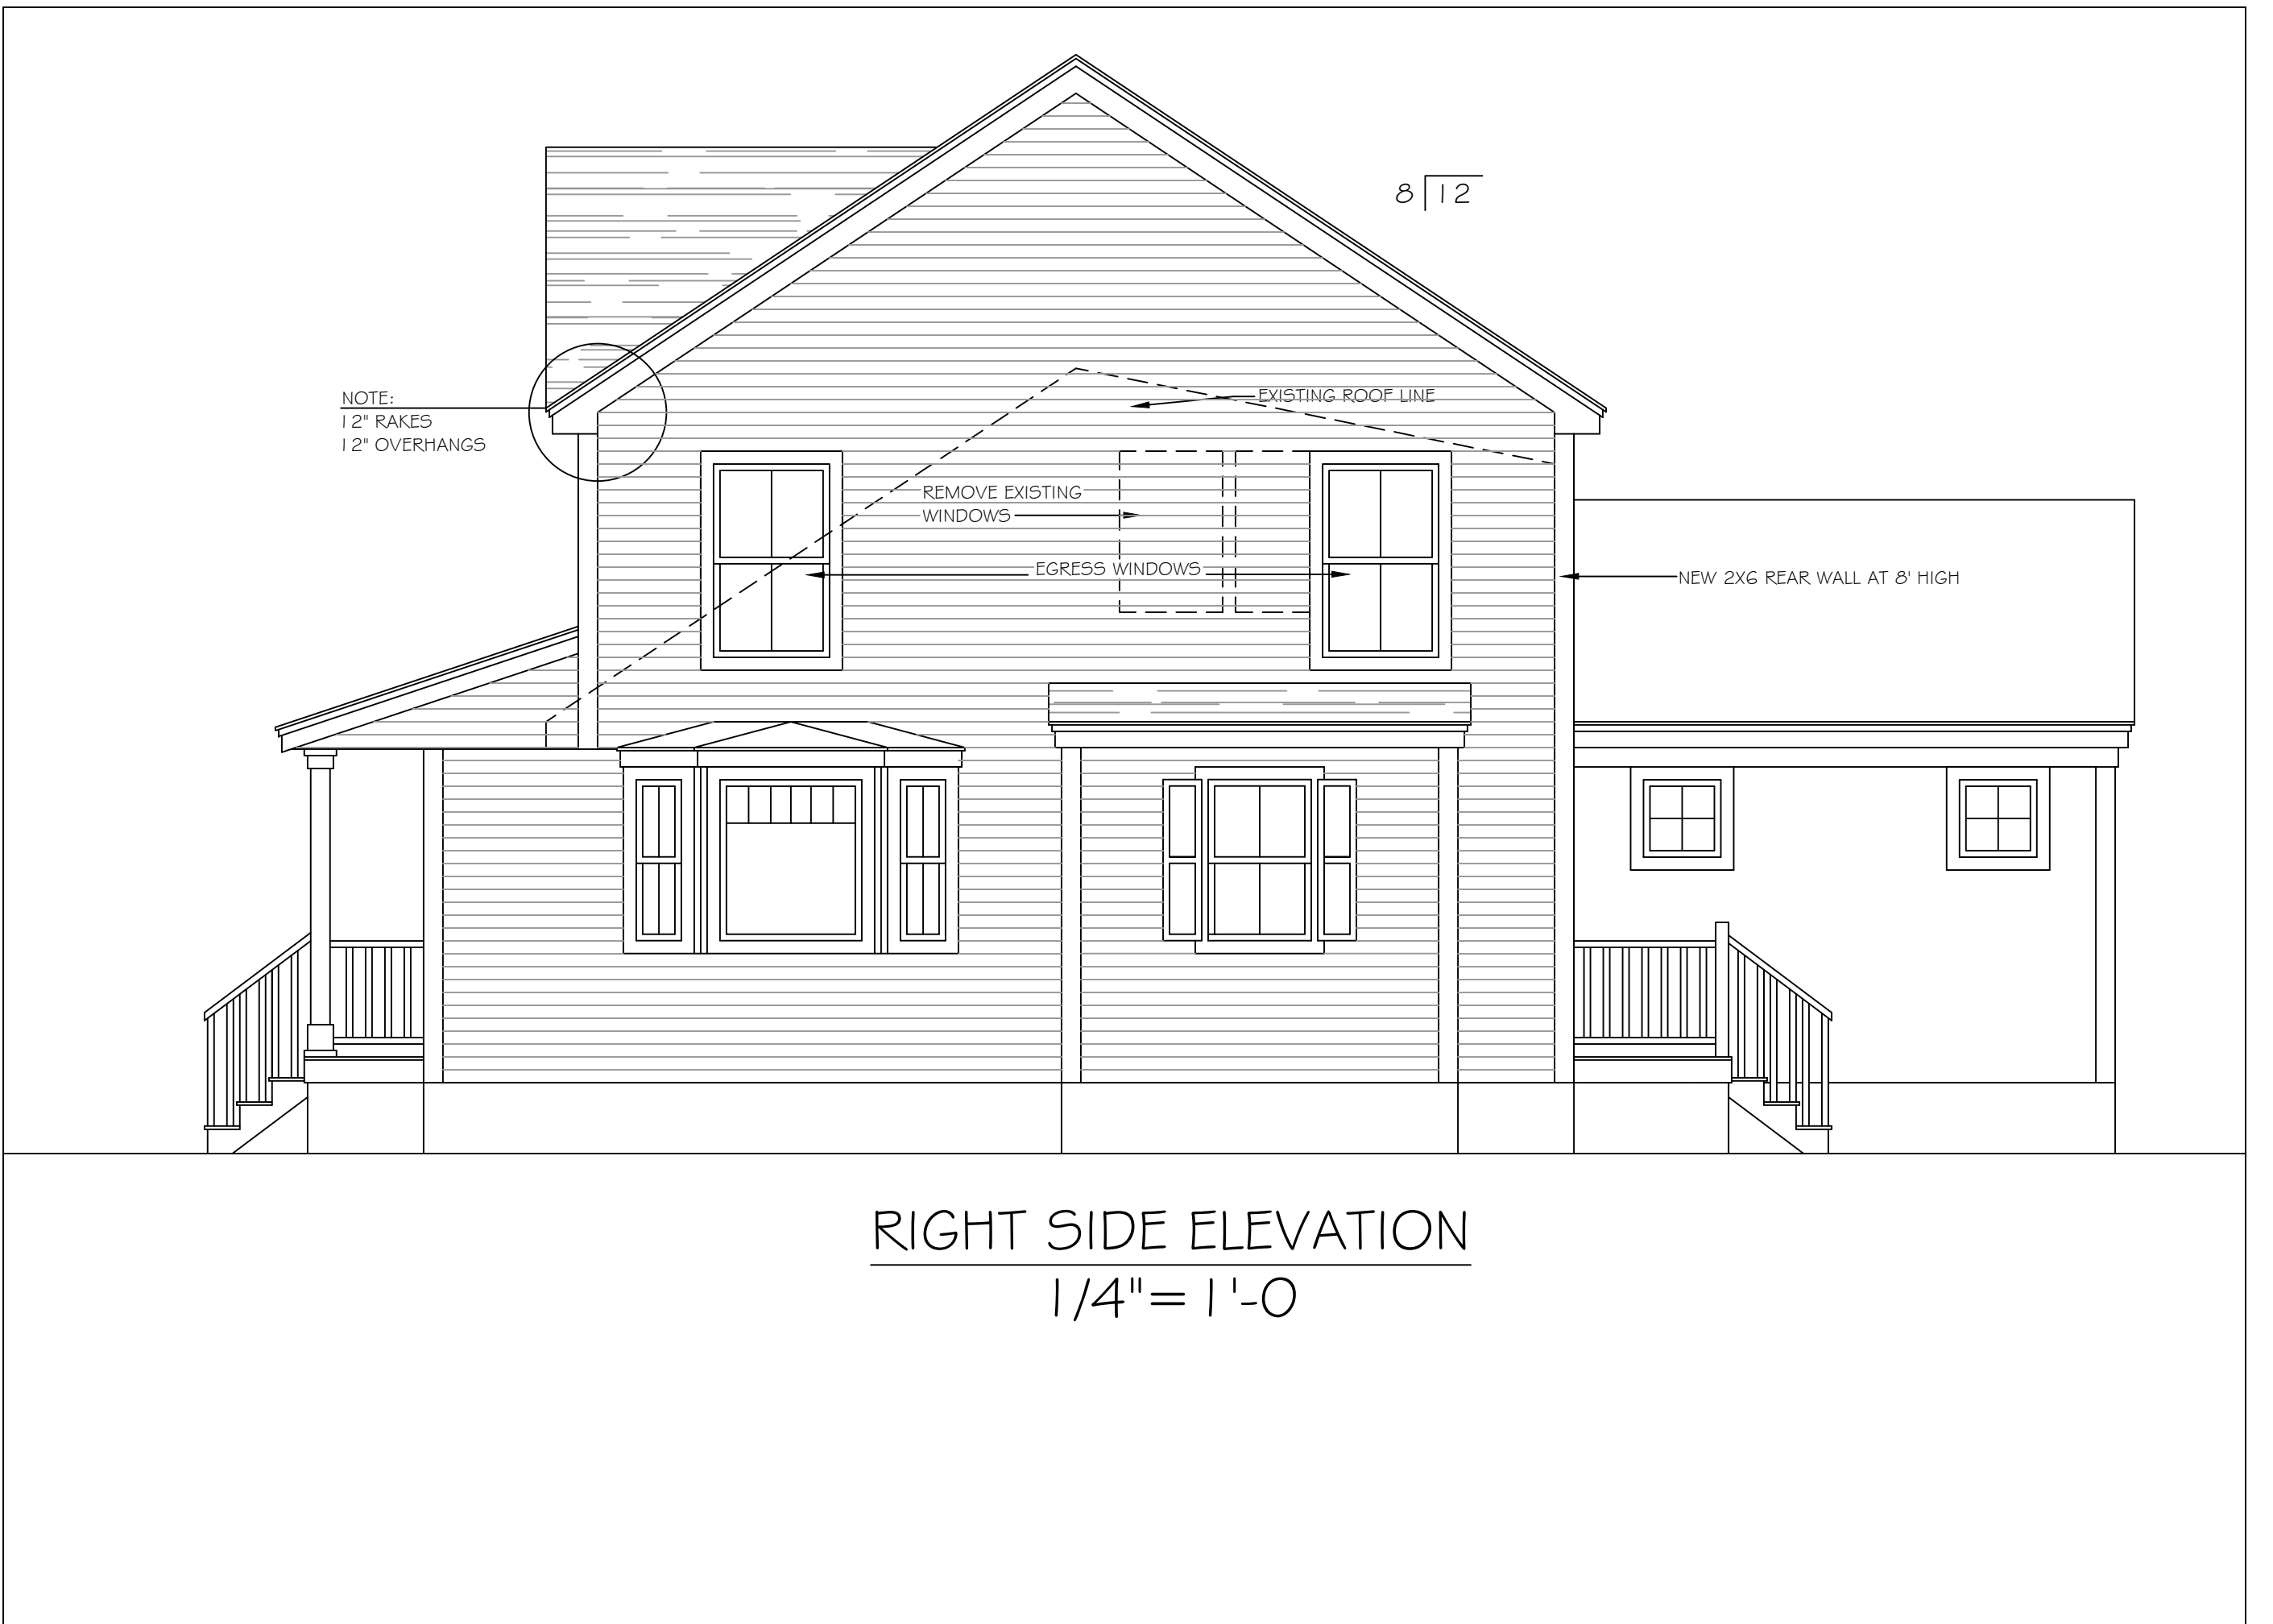 8 12
NOTE:
12" RAKES
12" OVERHANGS
EXISTING ROOF LINE
REMOVE EXISTING
WINDOWS
EGRESS WINDOWS
NEW 2X6 REAR WALL AT 8' HIGH
RIGHT SIDE ELEVATION
1/4"= 1'-0